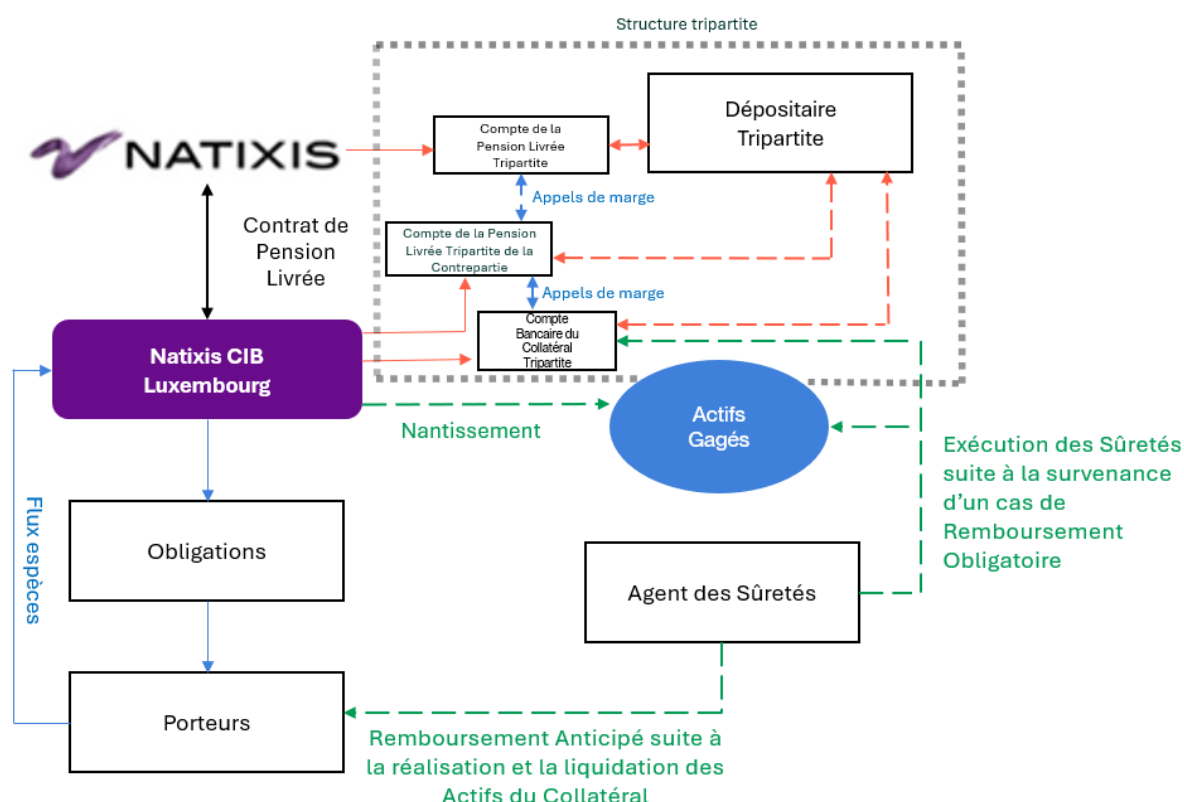 Structure tripartite
NATIXIS
Compte de la
Pension Livrée
Tripartite
Dépositaire
Tripartite
Appels de marge
Contrat de
Pension
Livrée
Compte de la Pension
Livrée Tripartite de la
Contrepartie
Appels de marge
Compte
Bancaire du
Collatéral
Tripartite
Natixis CIB
Luxembourg
Nantissement
Actifs
Gagés
Exécution des Sûretés
suite à la survenance
d'un cas de
Remboursement
Obligatoire
Flux espèces
Obligations
Agent des Sûretés
Porteurs
Remboursement Anticipé suite à
la réalisation et la liquidation des
Actifs du Collatéral